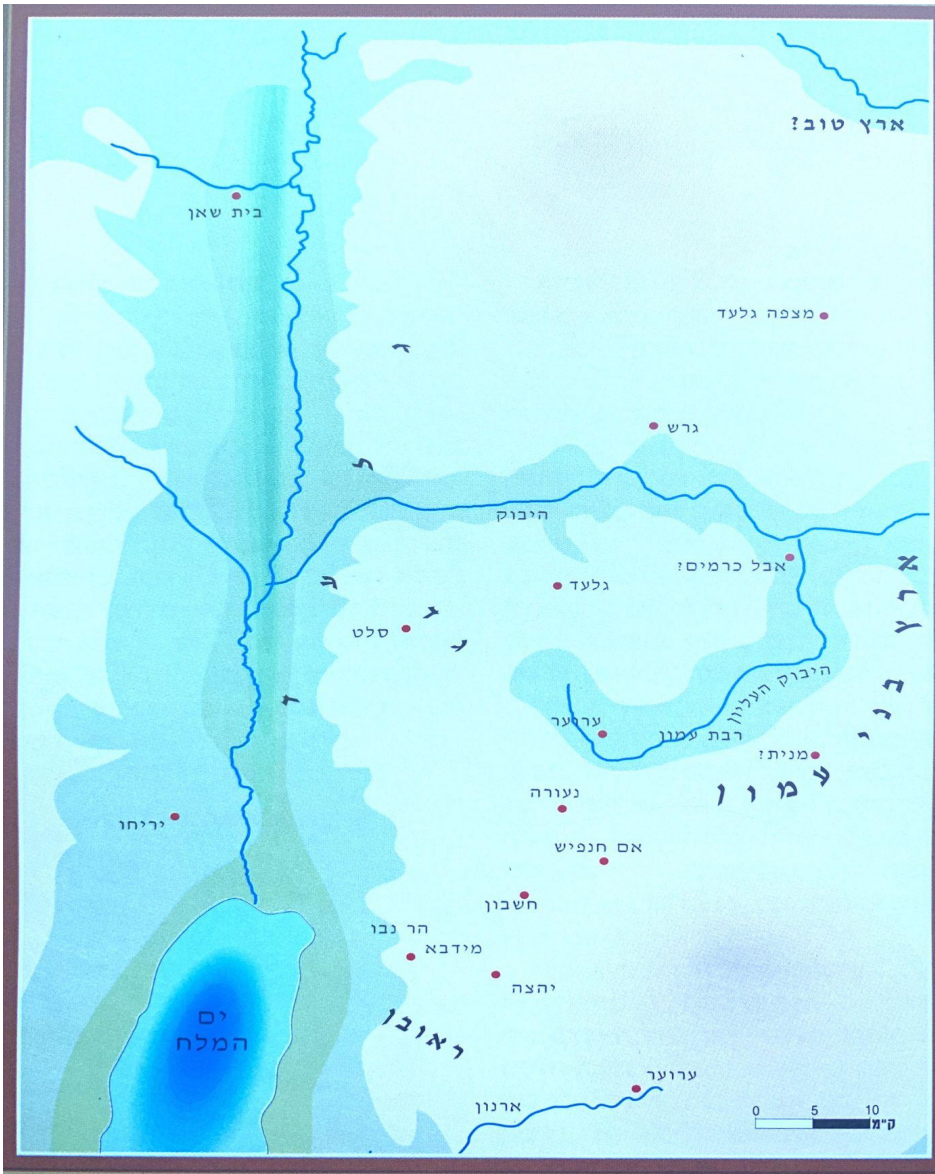 ארץ טוב?
בית שאן
מצפה גלעד
גלעד
גרש
היבוק
אבל כרמים?
גלעד
גד
סלט
ארץ בני עמון
היבוק העליון
ערוער
רבת עמון
מנית?
נעורה
יריחו
אם חנפיש
חשבון
הר נבו
מידבא
יהצה
ים
המלח
ראובן
ערוער
ארנון
0 5 10
ק"מ